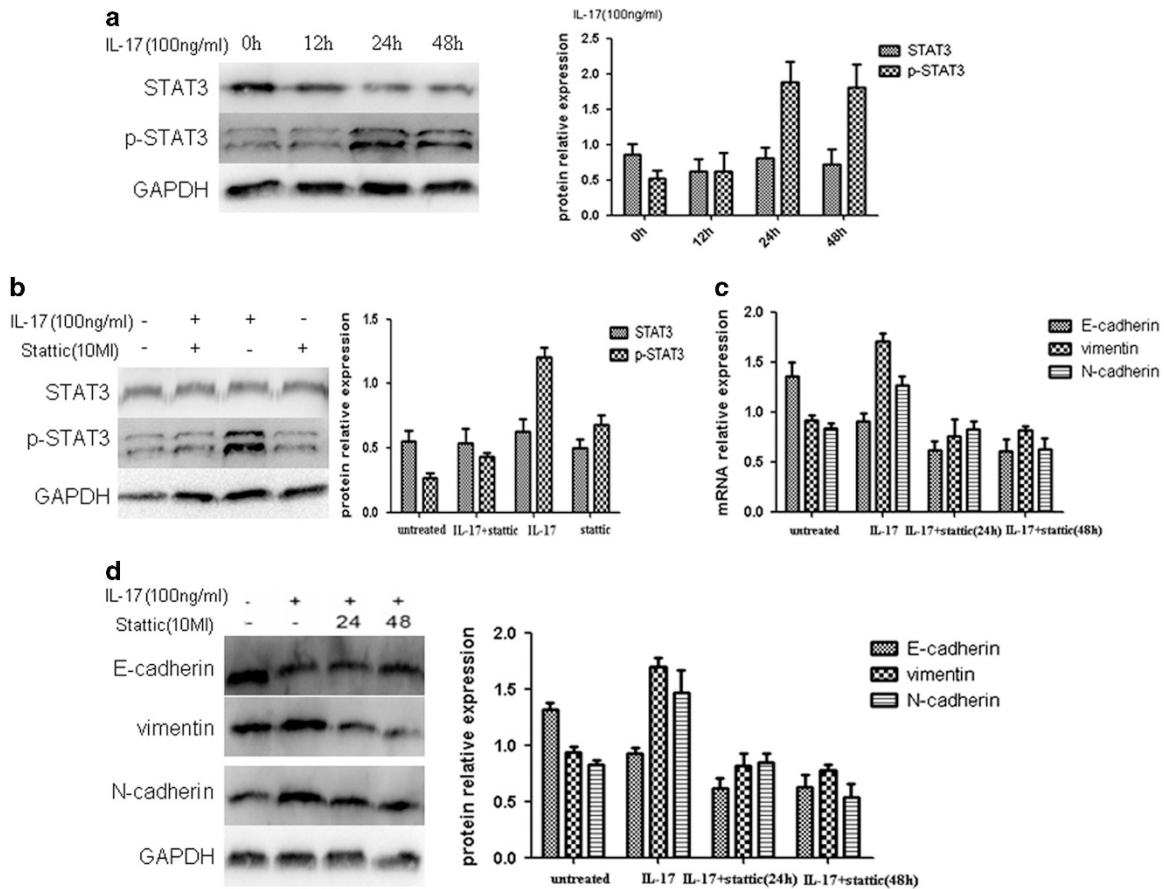 a
IL-17(100ng/ml) 0h 12h 24h 48h
STAT3
p-STAT3
GAPDH
IL-17(100ng/ml)
protein relative expression
2.5
2.0
1.5
1.0
0.5
0.0
0h 12h 24h 48h
STAT3
p-STAT3
b
IL-17(100ng/ml) - + + -
Stattic(10Ml) - + - +
STAT3
p-STAT3
GAPDH
protein relative expression
1.5
1.0
0.5
0.0
untreated IL-17+stattic IL-17 stattic
STAT3
p-STAT3
c
mRNA relative expression
2.0
1.5
1.0
0.5
0.0
untreated IL-17 IL-17+stattic(24h) IL-17+stattic(48h)
E-cadherin
vimentin
N-cadherin
d
IL-17(100ng/ml) - + + +
Stattic(10Ml) - - 24 48
E-cadherin
vimentin
N-cadherin
GAPDH
protein relative expression
2.0
1.5
1.0
0.5
0.0
untreated IL-17 IL-17+stattic(24h) IL-17+stattic(48h)
E-cadherin
vimentin
N-cadherin